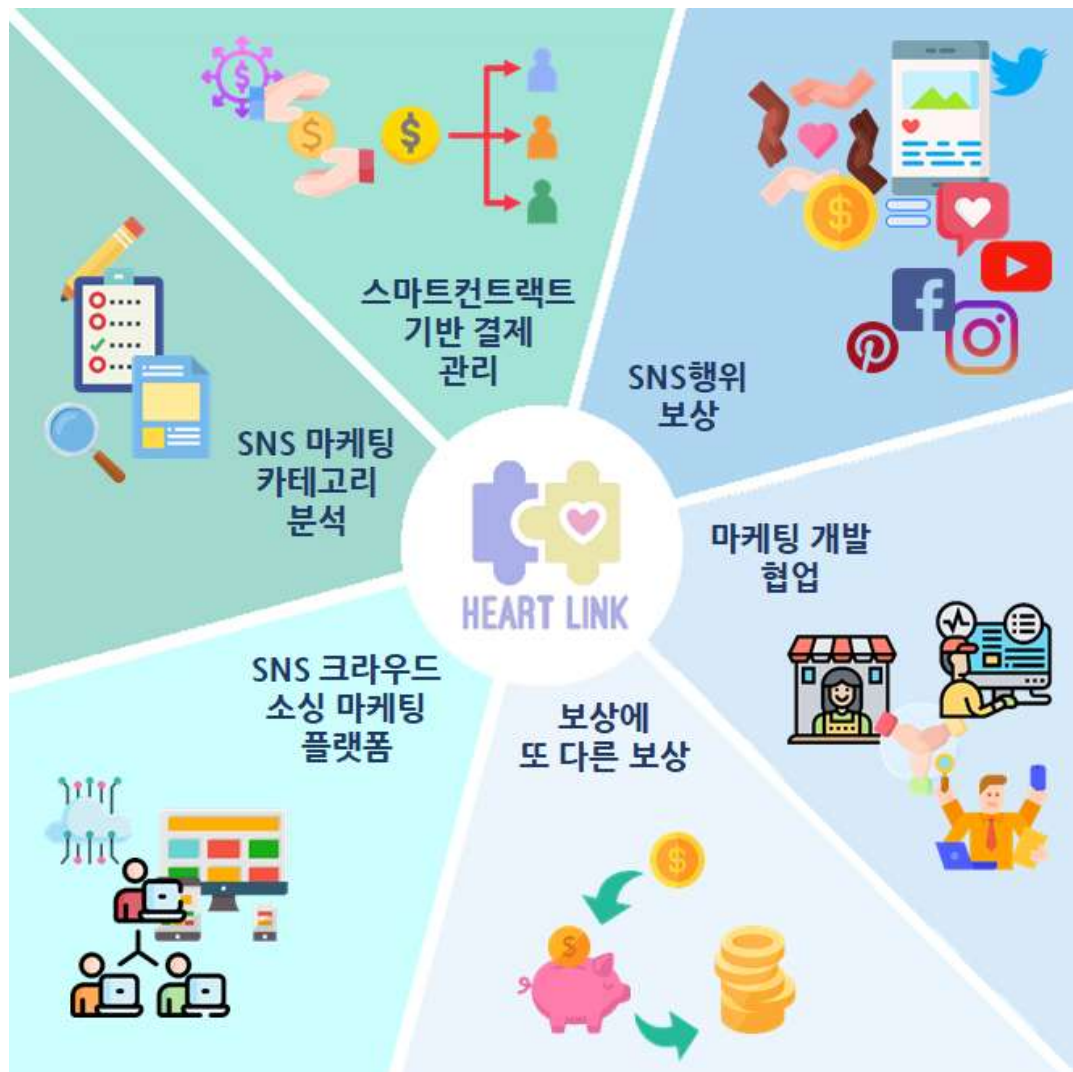 스마트컨트랙트
기반 결제
관리
SNS행위
보상
SNS 마케팅
카테고리
분석
마케팅 개발
협업
HEART LINK
SNS 크라우드
소싱 마케팅
플랫폼
보상에
또 다른 보상